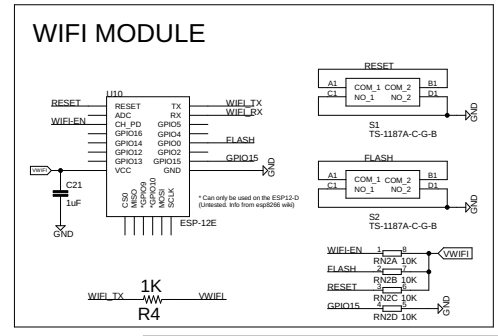 WIFI MODULE
U10
RESET
WIFI-EN
RESET
ADC
CH_PD
GPIO16
GPIO14
GPIO12
GPIO13
VCC
TX
RX
GPIO5
GPIO4
GPIO0
GPIO2
GPIO15
GND
WIFI_TX
WIFI_RX
FLASH
GPIO15
GND
CS0
MISO
*GPIO9
*GPIO10
MOSI
SCLK
ESP-12E
* Can only be used on the ESP12-D
(Untested. Info from esp8266 wiki)
VWIFI
C21
1uF
GND
1K
WIFI_TX VWIFI
R4
RESET
A1 COM_1 COM_2 B1
C1 NO_1 NO_2 D1
GND
S1
TS-1187A-C-G-B
FLASH
A1 COM_1 COM_2 B1
C1 NO_1 NO_2 D1
GND
S2
TS-1187A-C-G-B
WIFI-EN 1 8
RN2A 10K
VWIFI
FLASH 2 7
RN2B 10K
RESET 3 6
RN2C 10K
GPIO15 4 5
RN2D 10K
GND